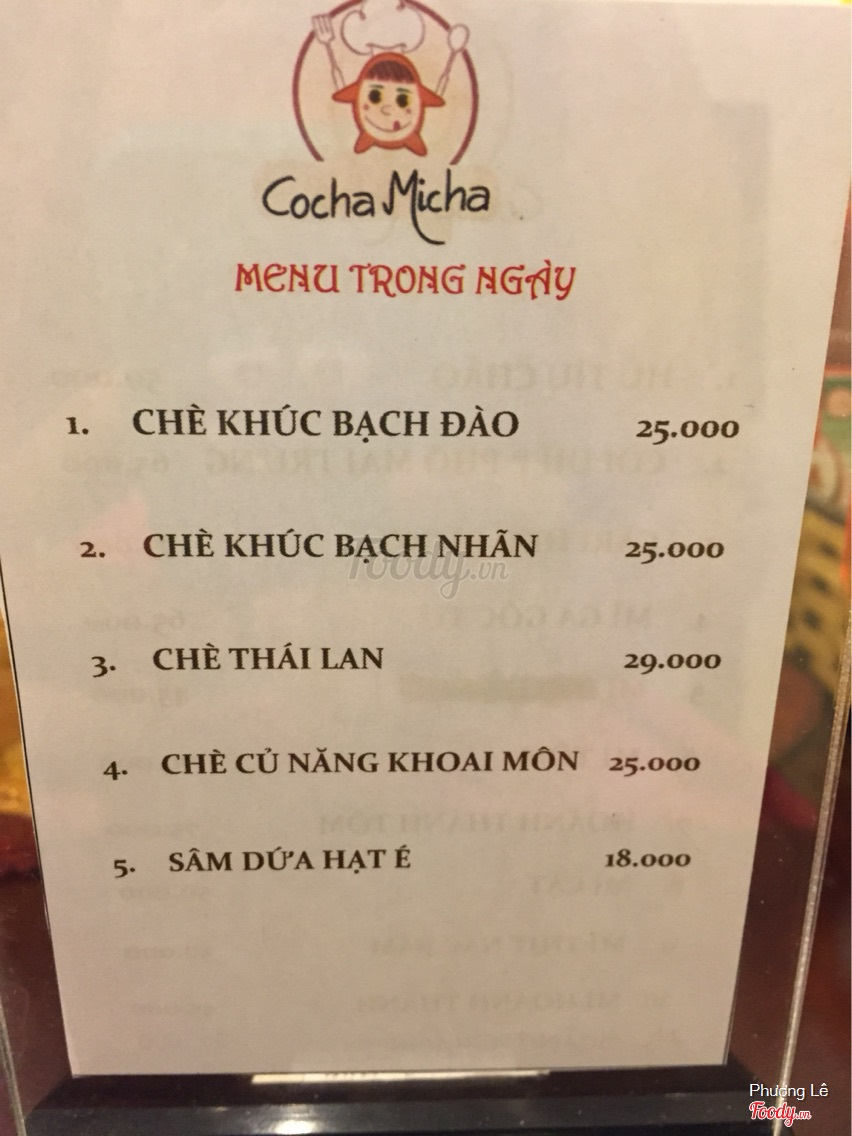 Cocha Micha
MENU TRONG NGÀY
1. CHÈ KHÚC BẠCH ĐÀO 25.000
2. CHÈ KHÚC BẠCH NHÃN 25.000
Foody.vn
3. CHÈ THÁI LAN 29.000
4. CHÈ CỦ NĂNG KHOAI MÔN 25.000
5. SÂM DỨA HẠT É 18.000
Phượng Lê
Foody.vn